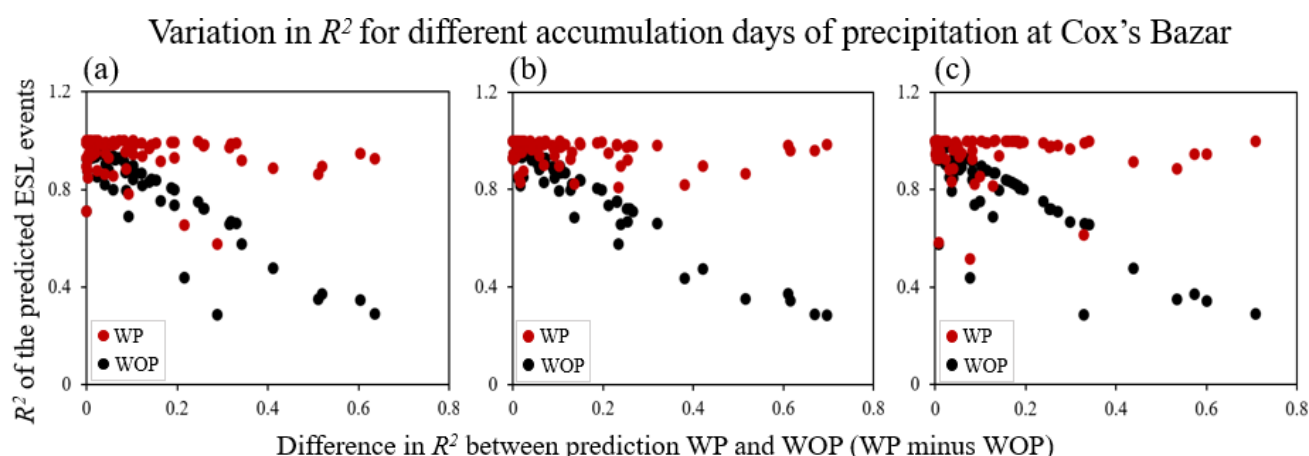 Variation in R² for different accumulation days of precipitation at Cox's Bazar
(a)
(b)
(c)
R² of the predicted ESL events
1.2
0.8
0.4
0
WP
WOP
0
0.2
0.4
0.6
0.8
1.2
0.8
0.4
0
WP
WOP
0
0.2
0.4
0.6
0.8
1.2
0.8
0.4
0
WP
WOP
0
0.2
0.4
0.6
0.8
Difference in R² between prediction WP and WOP (WP minus WOP)